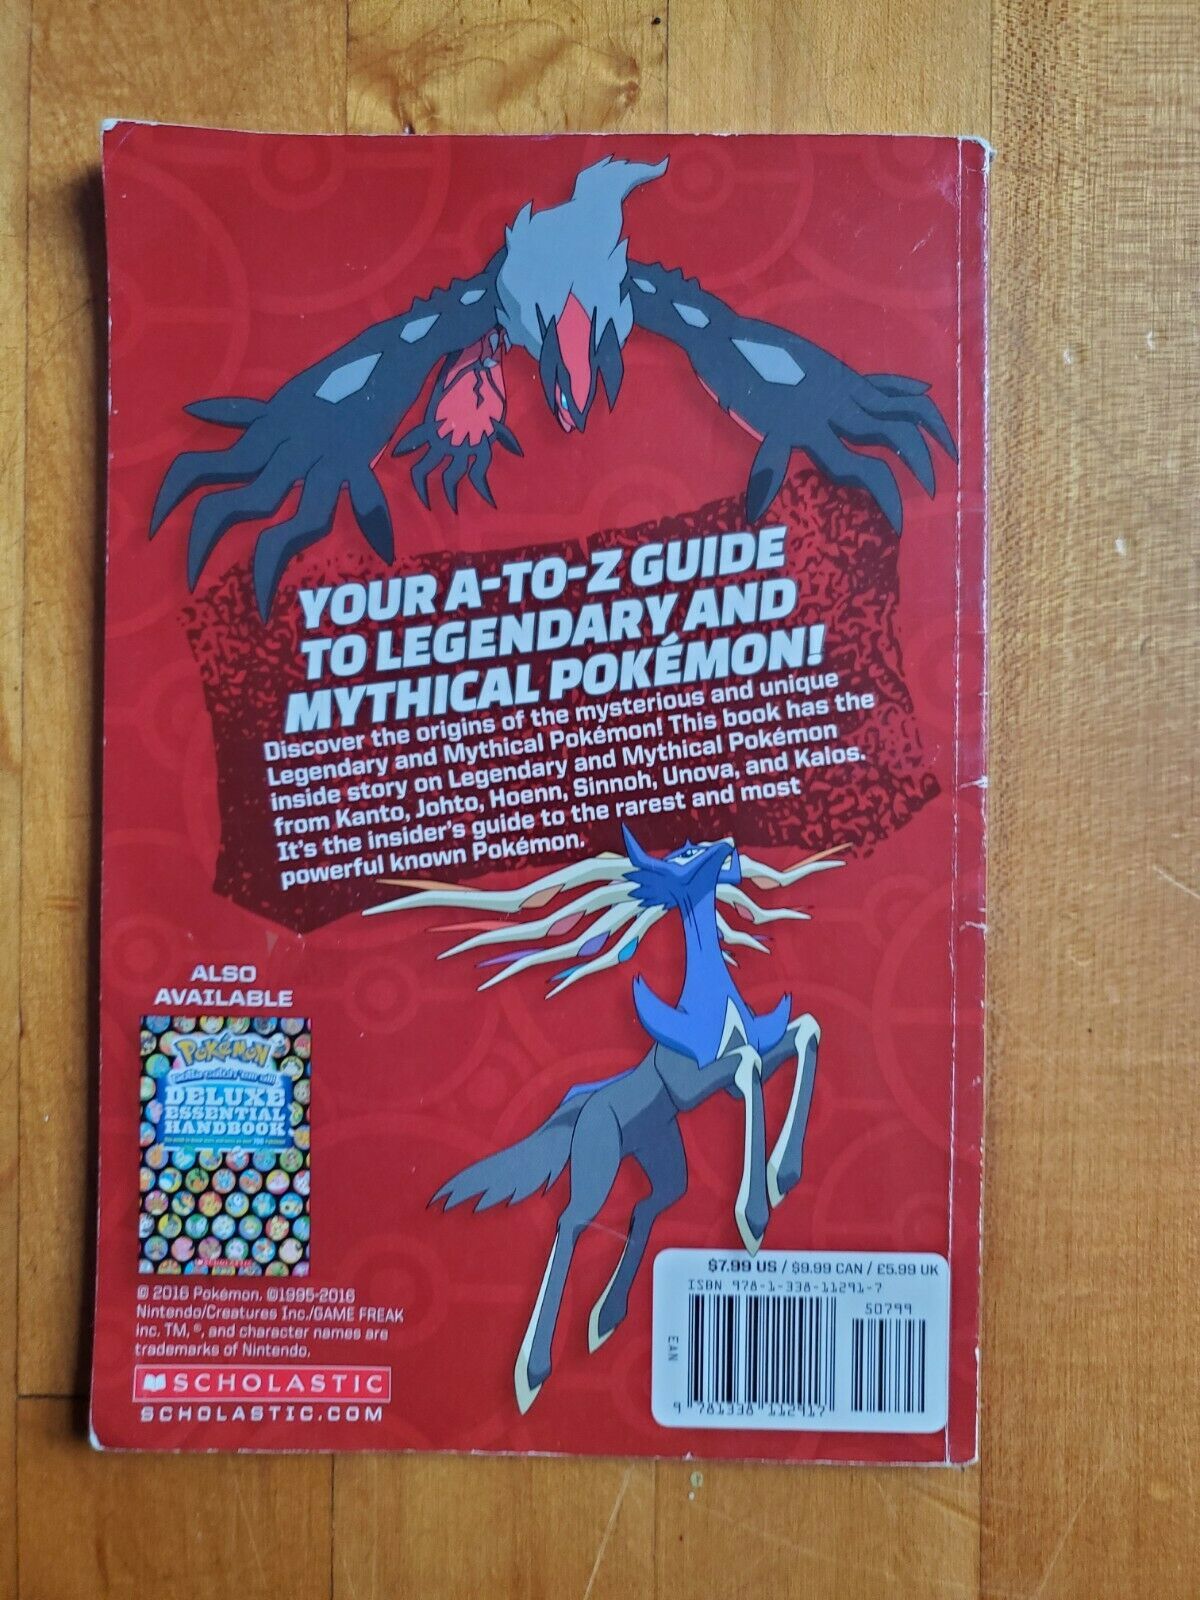 YOUR A-TO-Z GUIDE
TO LEGENDARY AND
MYTHICAL POKÉMON!
Discover the origins of the mysterious and unique
Legendary and Mythical Pokémon! This book has the
inside story on Legendary and Mythical Pokémon
from Kanto, Johto, Hoenn, Sinnoh, Unova, and Kalos.
It's the insider's guide to the rarest and most
powerful known Pokémon.
ALSO
AVAILABLE
POKéMON
Gotta catch 'em all!
DELUXE
ESSENTIAL
HANDBOOK
SCHOLASTIC
© 2016 Pokémon. ©1995-2016
Nintendo/Creatures Inc./GAME FREAK
inc. TM, ®, and character names are
trademarks of Nintendo.
SCHOLASTIC
SCHOLASTIC.COM
$7.99 US / $9.99 CAN / £5.99 UK
ISBN 978-1-338-11291-7
50799
EAN
9 781338 112917